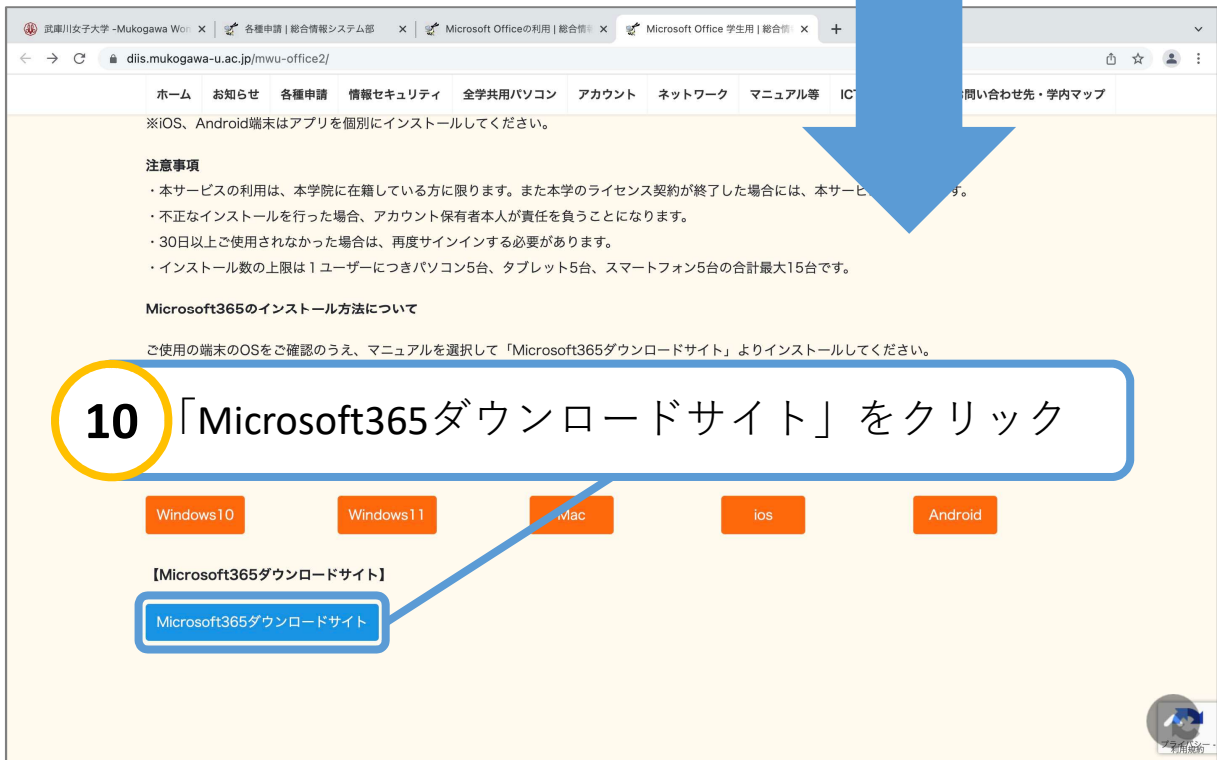 武庫川女子大学 -Mukogawa Wom
各種申請 | 総合情報システム部
Microsoft Officeの利用 | 総合情
Microsoft Office 学生用 | 総合情
diis.mukogawa-u.ac.jp/mwu-office2/
ホーム お知らせ 各種申請 情報セキュリティ 全学共用パソコン アカウント ネットワーク マニュアル等 IC 問い合わせ先・学内マップ
※iOS、Android端末はアプリを個別にインストールしてください。
注意事項
・本サービスの利用は、本学院に在籍している方に限ります。また本学のライセンス契約が終了した場合には、本サービ す。
・不正なインストールを行った場合、アカウント保有者本人が責任を負うことになります。
・30日以上ご使用されなかった場合は、再度サインインする必要があります。
・インストール数の上限は1ユーザーにつきパソコン5台、タブレット5台、スマートフォン5台の合計最大15台です。
Microsoft365のインストール方法について
ご使用の端末のOSをご確認のうえ、マニュアルを選択して「Microsoft365ダウンロードサイト」よりインストールしてください。
10 「Microsoft365ダウンロードサイト」をクリック
Windows10 Windows11 Mac ios Android
【Microsoft365ダウンロードサイト】
Microsoft365ダウンロードサイト
プライバシー・
利用規約